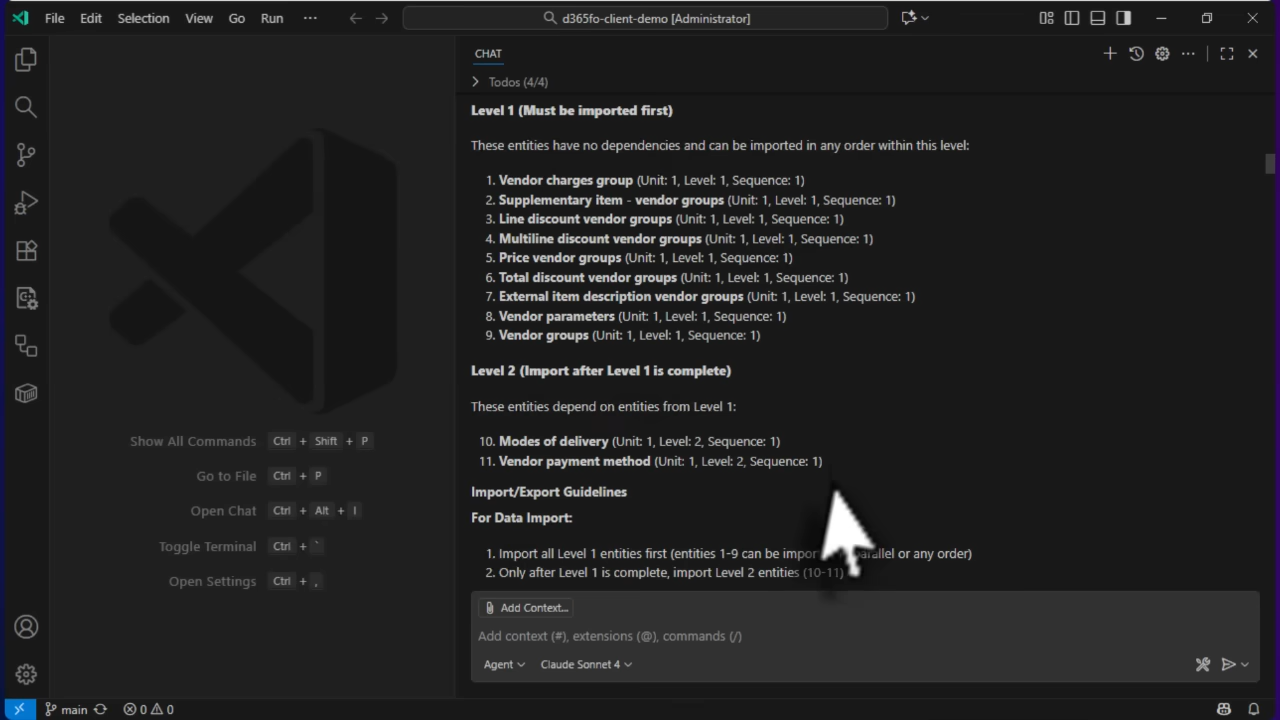 File Edit Selection View Go Run ··· d365fo-client-demo [Administrator]
CHAT
Todos (4/4)
Level 1 (Must be imported first)
These entities have no dependencies and can be imported in any order within this level:
1. Vendor charges group (Unit: 1, Level: 1, Sequence: 1)
2. Supplementary item - vendor groups (Unit: 1, Level: 1, Sequence: 1)
3. Line discount vendor groups (Unit: 1, Level: 1, Sequence: 1)
4. Multiline discount vendor groups (Unit: 1, Level: 1, Sequence: 1)
5. Price vendor groups (Unit: 1, Level: 1, Sequence: 1)
6. Total discount vendor groups (Unit: 1, Level: 1, Sequence: 1)
7. External item description vendor groups (Unit: 1, Level: 1, Sequence: 1)
8. Vendor parameters (Unit: 1, Level: 1, Sequence: 1)
9. Vendor groups (Unit: 1, Level: 1, Sequence: 1)
Level 2 (Import after Level 1 is complete)
These entities depend on entities from Level 1:
10. Modes of delivery (Unit: 1, Level: 2, Sequence: 1)
11. Vendor payment method (Unit: 1, Level: 2, Sequence: 1)
Import/Export Guidelines
For Data Import:
1. Import all Level 1 entities first (entities 1-9 can be or any order)
2. Only after Level 1 is complete, import Level 2 entities (10-11)
Show All Commands Ctrl + Shift + P
Go to File Ctrl + P
Open Chat Ctrl + Alt + I
Toggle Terminal Ctrl + `
Open Settings Ctrl + ,
Add Context...
Add context (#), extensions (@), commands (/)
Agent Claude Sonnet 4
main 0 0